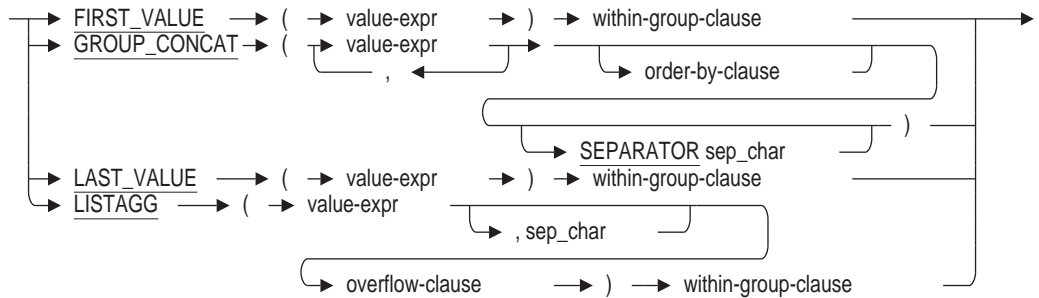 FIRST_VALUE ( value-expr ) within-group-clause
GROUP_CONCAT ( value-expr
, order-by-clause
)
SEPARATOR sep_char
LAST_VALUE ( value-expr ) within-group-clause
LISTAGG ( value-expr
, sep_char
overflow-clause ) within-group-clause